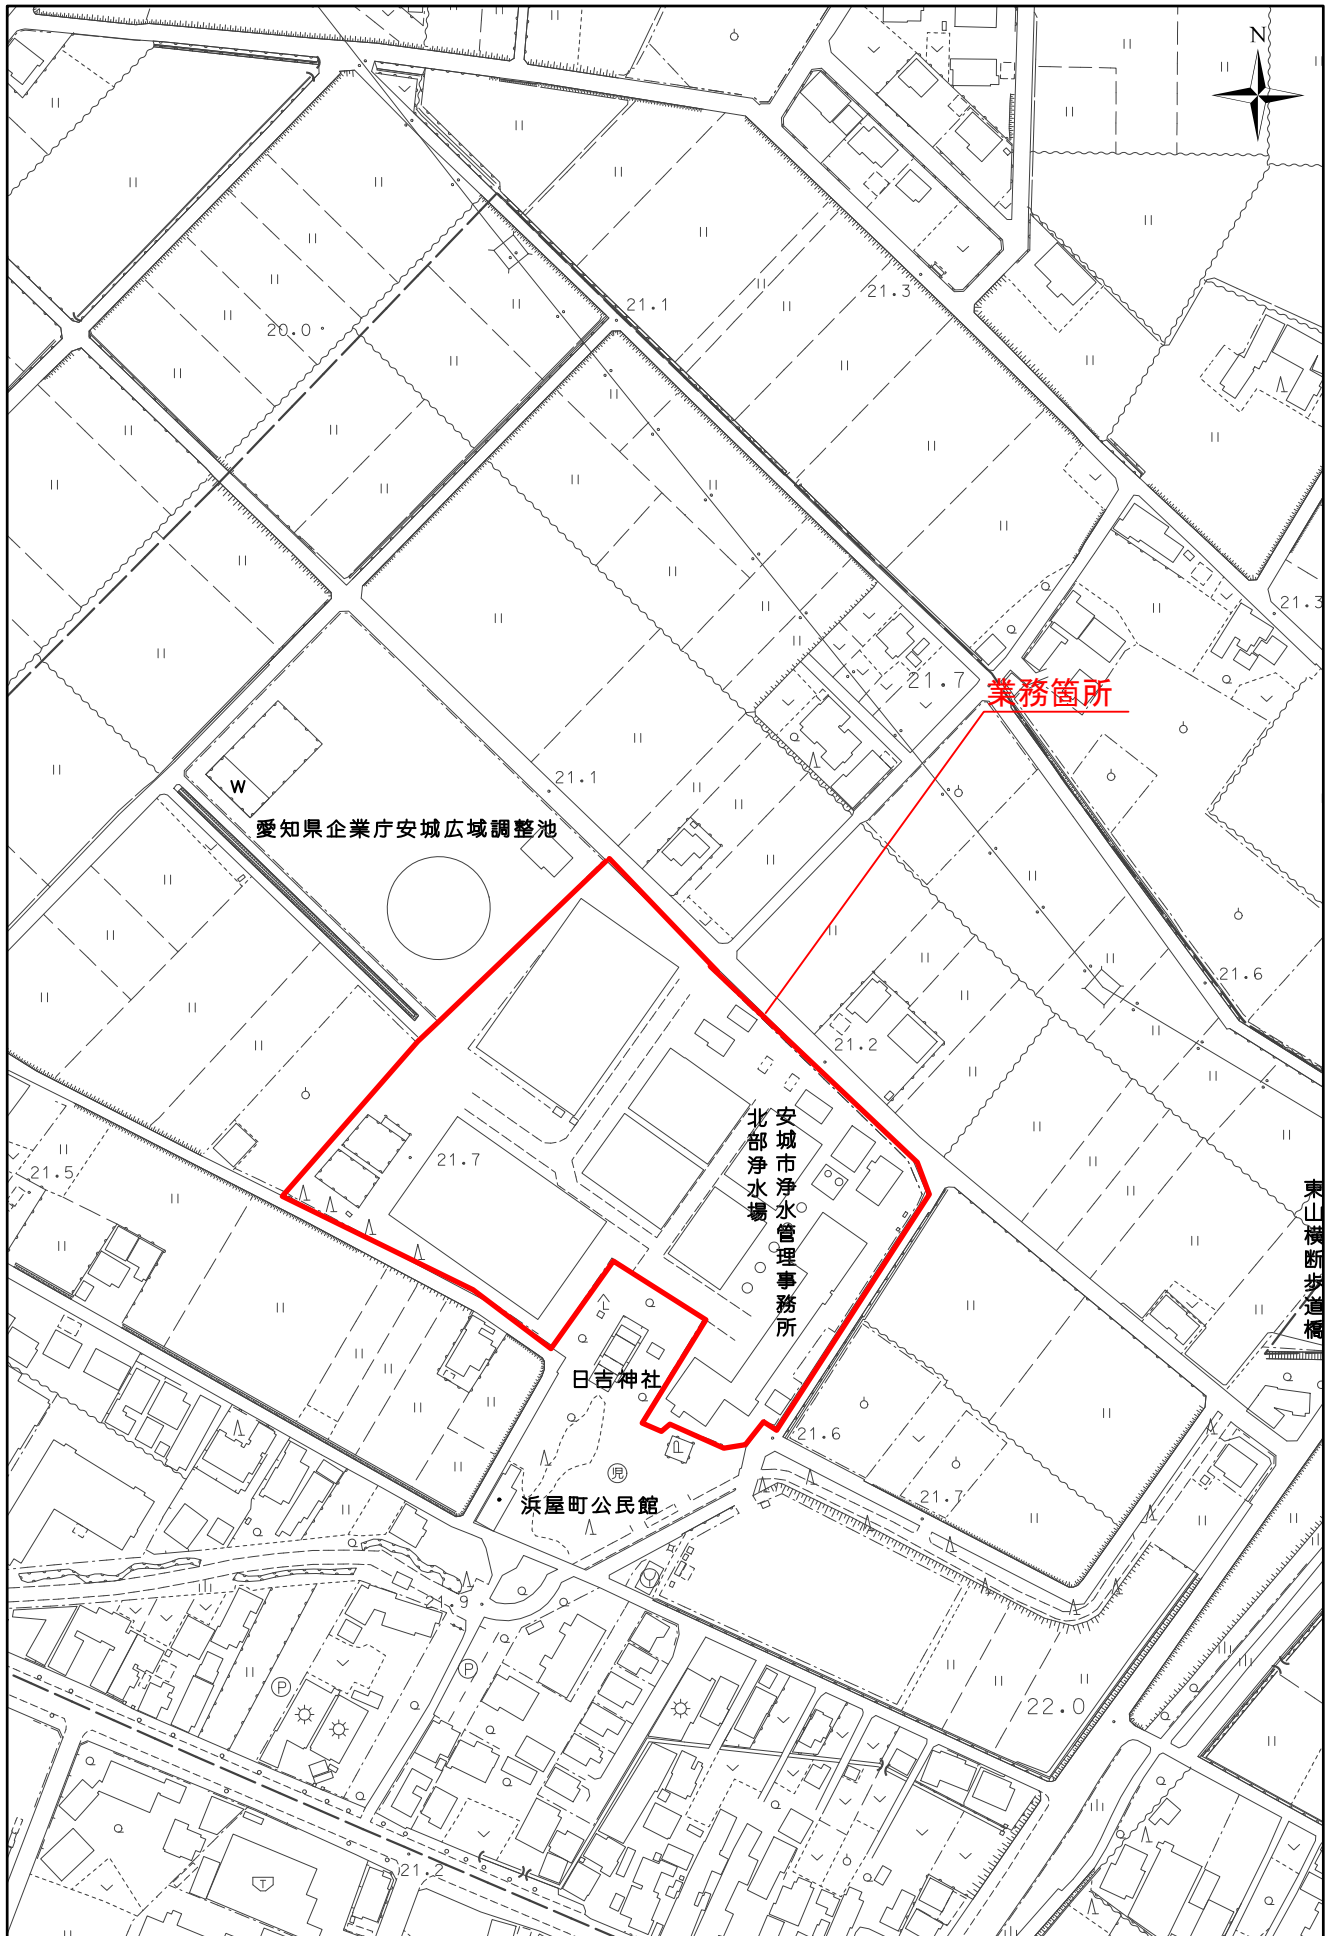 N
21.1
21.3
20.0
21.3
21.7
業務箇所
21.1
W
愛知県企業庁安城広域調整池
21.6
21.2
安城市浄水管理事務所
北部浄水場
21.7
21.5
東山横断歩道橋
日吉神社
21.6
児
21.7
浜屋町公民館
21.9
P
P
22.0
21.2
T